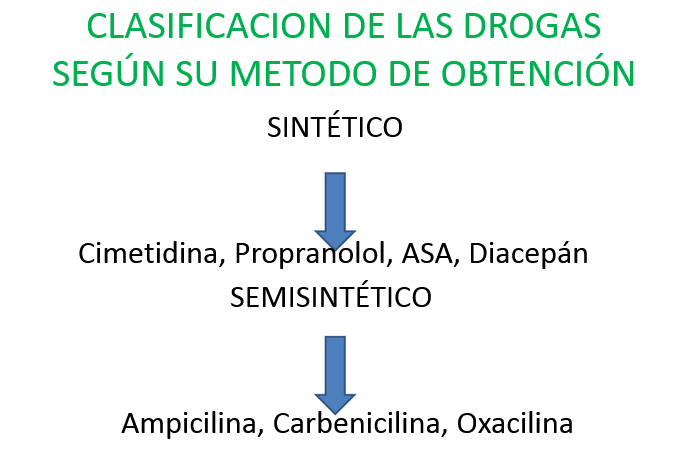 CLASIFICACION DE LAS DROGAS
SEGÚN SU METODO DE OBTENCIÓN
SINTÉTICO
Cimetidina, Propranolol, ASA, Diacepán
SEMISINTÉTICO
Ampicilina, Carbenicilina, Oxacilina